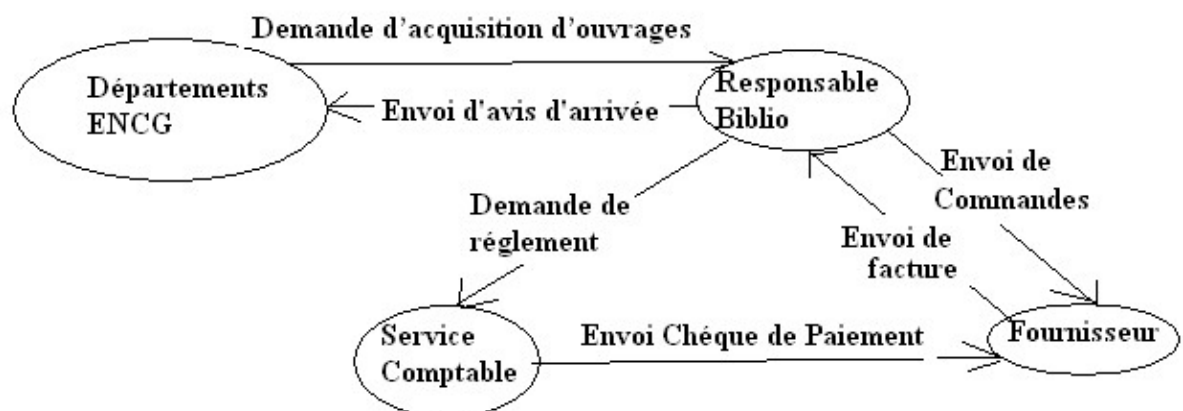 Demande d'acquisition d'ouvrages
Départements
ENCG
Envoi d'avis d'arrivée
Responsable
Biblio
Envoi de
Commandes
Demande de
réglement
Envoi de
facture
Service
Comptable
Envoi Chéque de Paiement
Fournisseur